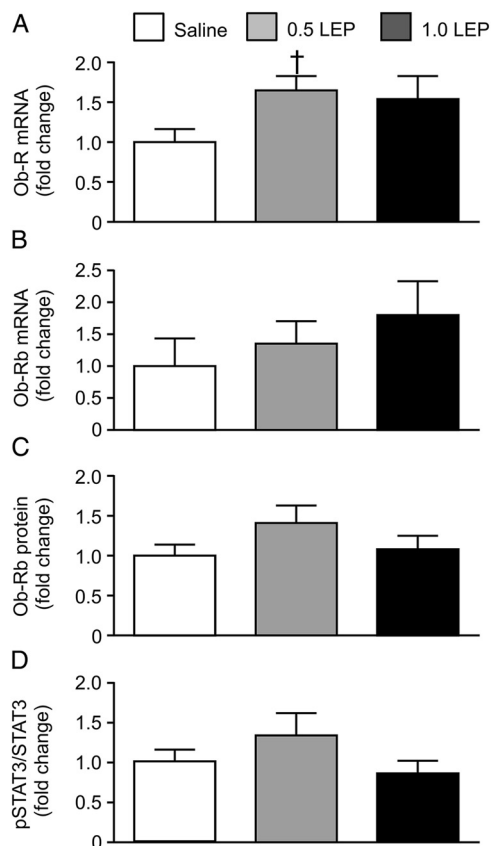 A
Saline
0.5 LEP
1.0 LEP
Ob-R mRNA
(fold change)
2.0
1.5
1.0
0.5
0
†
B
Ob-Rb mRNA
(fold change)
2.5
2.0
1.5
1.0
0.5
0
C
Ob-Rb protein
(fold change)
2.0
1.5
1.0
0.5
0
D
pSTAT3/STAT3
(fold change)
2.0
1.5
1.0
0.5
0